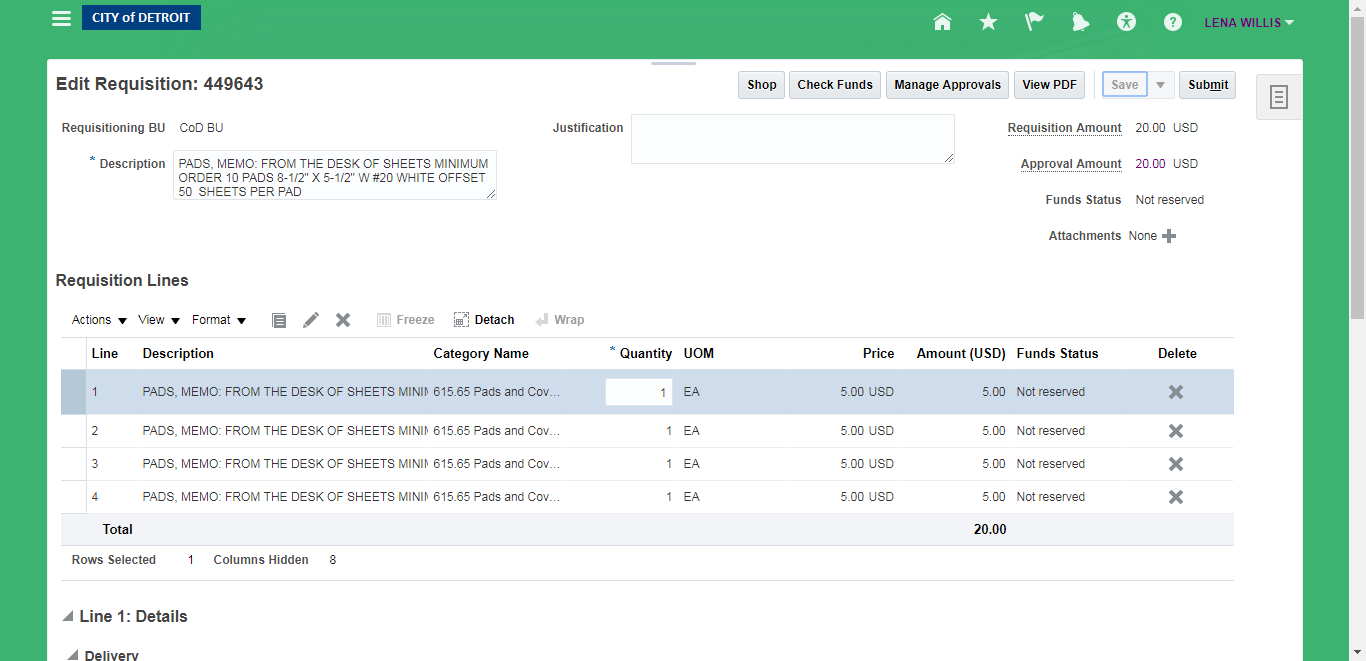 CITY of DETROIT
LENA WILLIS
Edit Requisition: 449643
Shop Check Funds Manage Approvals View PDF Save Submit
Requisitioning BU CoD BU
Justification
Requisition Amount 20.00 USD
* Description PADS, MEMO: FROM THE DESK OF SHEETS MINIMUM
ORDER 10 PADS 8-1/2" X 5-1/2" W #20 WHITE OFFSET
50 SHEETS PER PAD
Approval Amount 20.00 USD
Funds Status Not reserved
Attachments None
Requisition Lines
Actions View Format Freeze Detach Wrap
Line Description Category Name * Quantity UOM Price Amount (USD) Funds Status Delete
1 PADS, MEMO: FROM THE DESK OF SHEETS MINI 615.65 Pads and Cov... 1 EA 5.00 USD 5.00 Not reserved
2 PADS, MEMO: FROM THE DESK OF SHEETS MINI 615.65 Pads and Cov... 1 EA 5.00 USD 5.00 Not reserved
3 PADS, MEMO: FROM THE DESK OF SHEETS MINI 615.65 Pads and Cov... 1 EA 5.00 USD 5.00 Not reserved
4 PADS, MEMO: FROM THE DESK OF SHEETS MINI 615.65 Pads and Cov... 1 EA 5.00 USD 5.00 Not reserved
Total 20.00
Rows Selected 1 Columns Hidden 8
Line 1: Details
Delivery